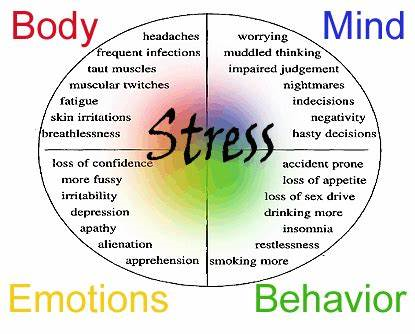 Body
Mind
headaches
frequent infections
taut muscles
muscular twitches
fatigue
skin irritations
breathlessness
worrying
muddled thinking
impaired judgement
nightmares
indecisions
negativity
hasty decisions
Stress
loss of confidence
more fussy
irritability
depression
apathy
alienation
apprehension
accident prone
loss of appetite
loss of sex drive
drinking more
insomnia
restlessness
smoking more
Emotions
Behavior